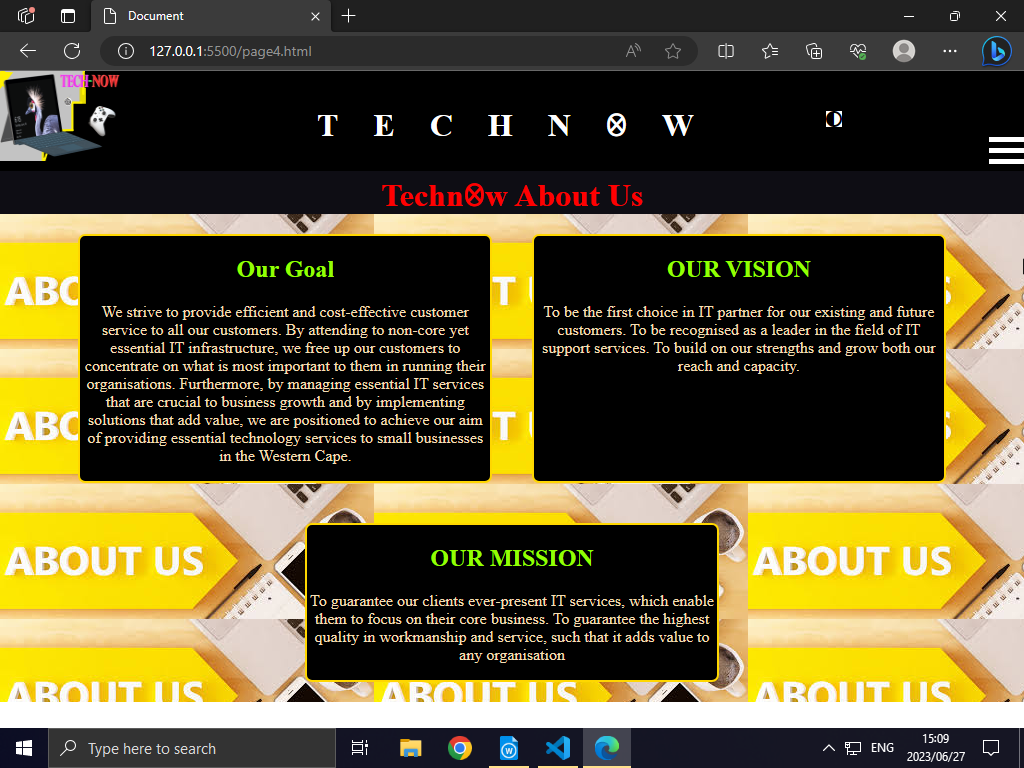 Document
127.0.0.1:5500/page4.html
TECH-NOW
T E C H N ⮿ W
Techn⮿w About Us
Our Goal
We strive to provide efficient and cost-effective customer
service to all our customers. By attending to non-core yet
essential IT infrastructure, we free up our customers to
concentrate on what is most important to them in running their
organisations. Furthermore, by managing essential IT services
that are crucial to business growth and by implementing
solutions that add value, we are positioned to achieve our aim
of providing essential technology services to small businesses
in the Western Cape.
OUR VISION
To be the first choice in IT partner for our existing and future
customers. To be recognised as a leader in the field of IT
support services. To build on our strengths and grow both our
reach and capacity.
ABOUT US
ABOUT US
OUR MISSION
To guarantee our clients ever-present IT services, which enable
them to focus on their core business. To guarantee the highest
quality in workmanship and service, such that it adds value to
any organisation
ABOUT US
ABOUT US
ABOUT US
Type here to search
ENG
15:09
2023/06/27